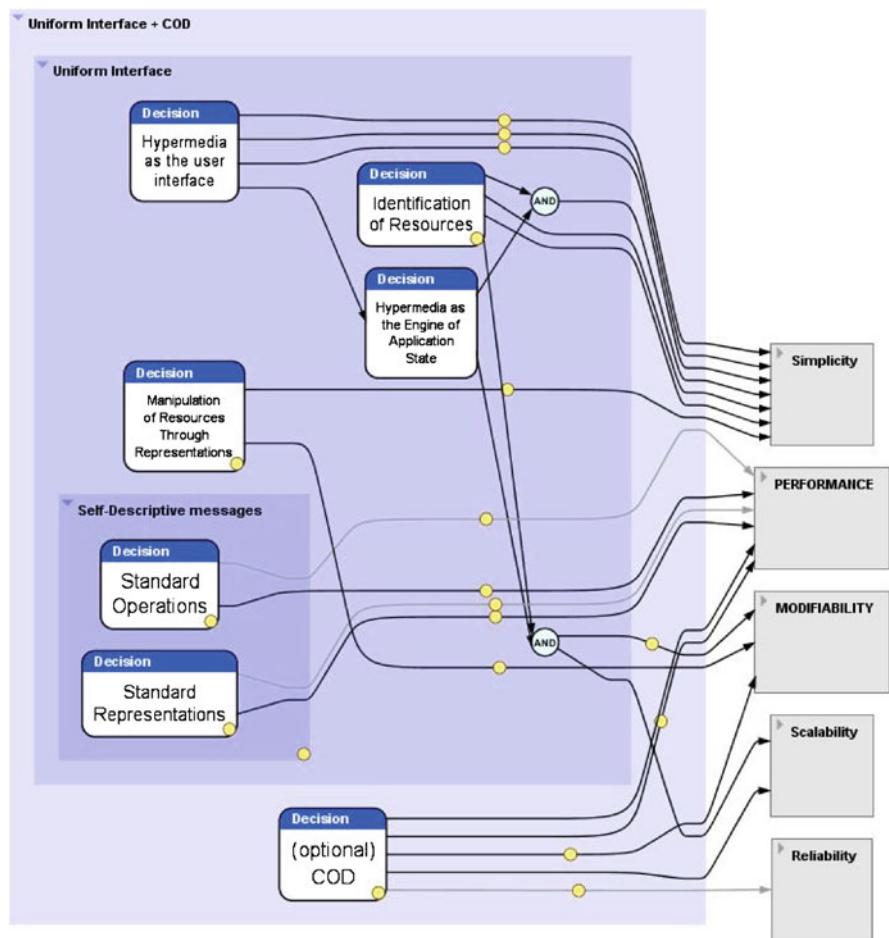 Uniform Interface + COD
Uniform Interface
Decision
Hypermedia
as the user
interface
Decision
Identification
of Resources
AND
Decision
Hypermedia as
the Engine of
Application
State
Simplicity
Decision
Manipulation
of Resources
Through
Representations
PERFORMANCE
Self-Descriptive messages
Decision
Standard
Operations
MODIFIABILITY
AND
Decision
Standard
Representations
Scalability
Decision
(optional)
COD
Reliability